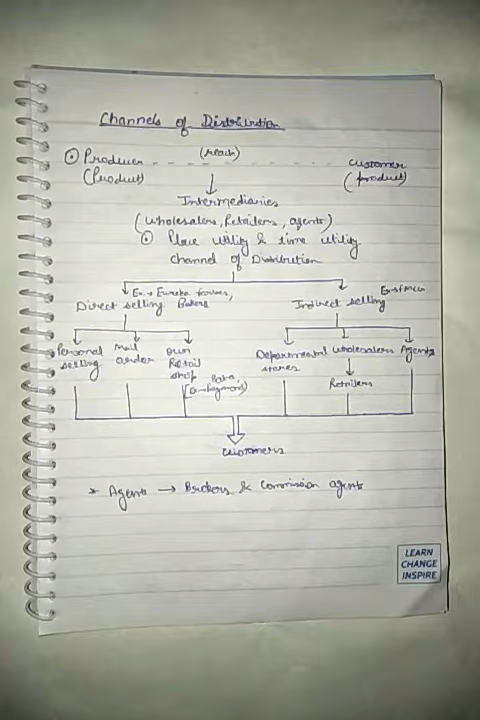 Channels of Distribution
⊙ Producer - - - - (reach) - - - - customer
(Product) (product)
Intermediaries
(wholesalers, Retailers, agents)
⊙ Place utility & time utility
channel of Distribution
Ex → Eureka forbes,
Bakers
Direct selling
Ex → FMCG
Indirect selling
Personal selling
Mail order
own Retail shop
Bata,
Departmental stores
wholesalers
Agents
Retailers
customers
* Agents → Brokers & Commission agents
LEARN
CHANGE
INSPIRE